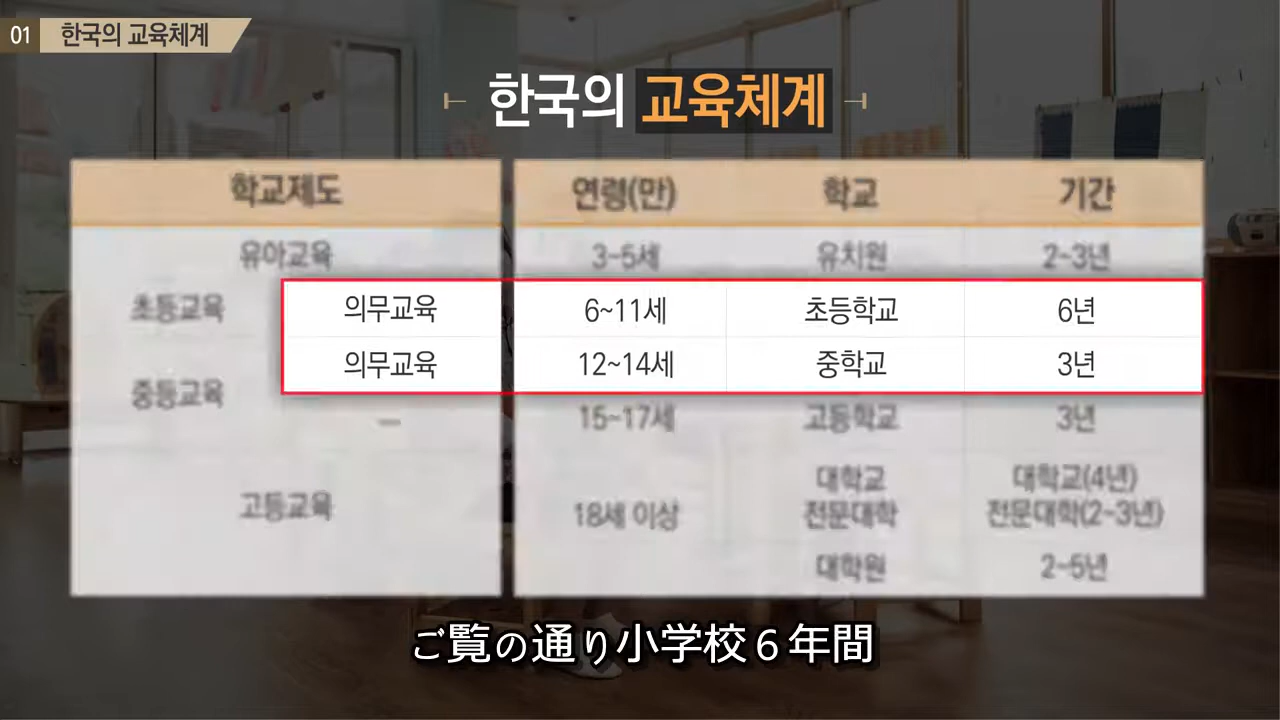 01 한국의 교육체계
한국의 교육체계
학교제도 연령(만) 학교 기간
유아교육 3~5세 유치원 2~3년
초등교육 의무교육 6~11세 초등학교 6년
중등교육 의무교육 12~14세 중학교 3년
– 15~17세 고등학교 3년
고등교육 18세 이상 대학교 대학교(4년)
전문대학 전문대학(2~3년)
대학원 2~5년
ご覧の通り小学校6年間